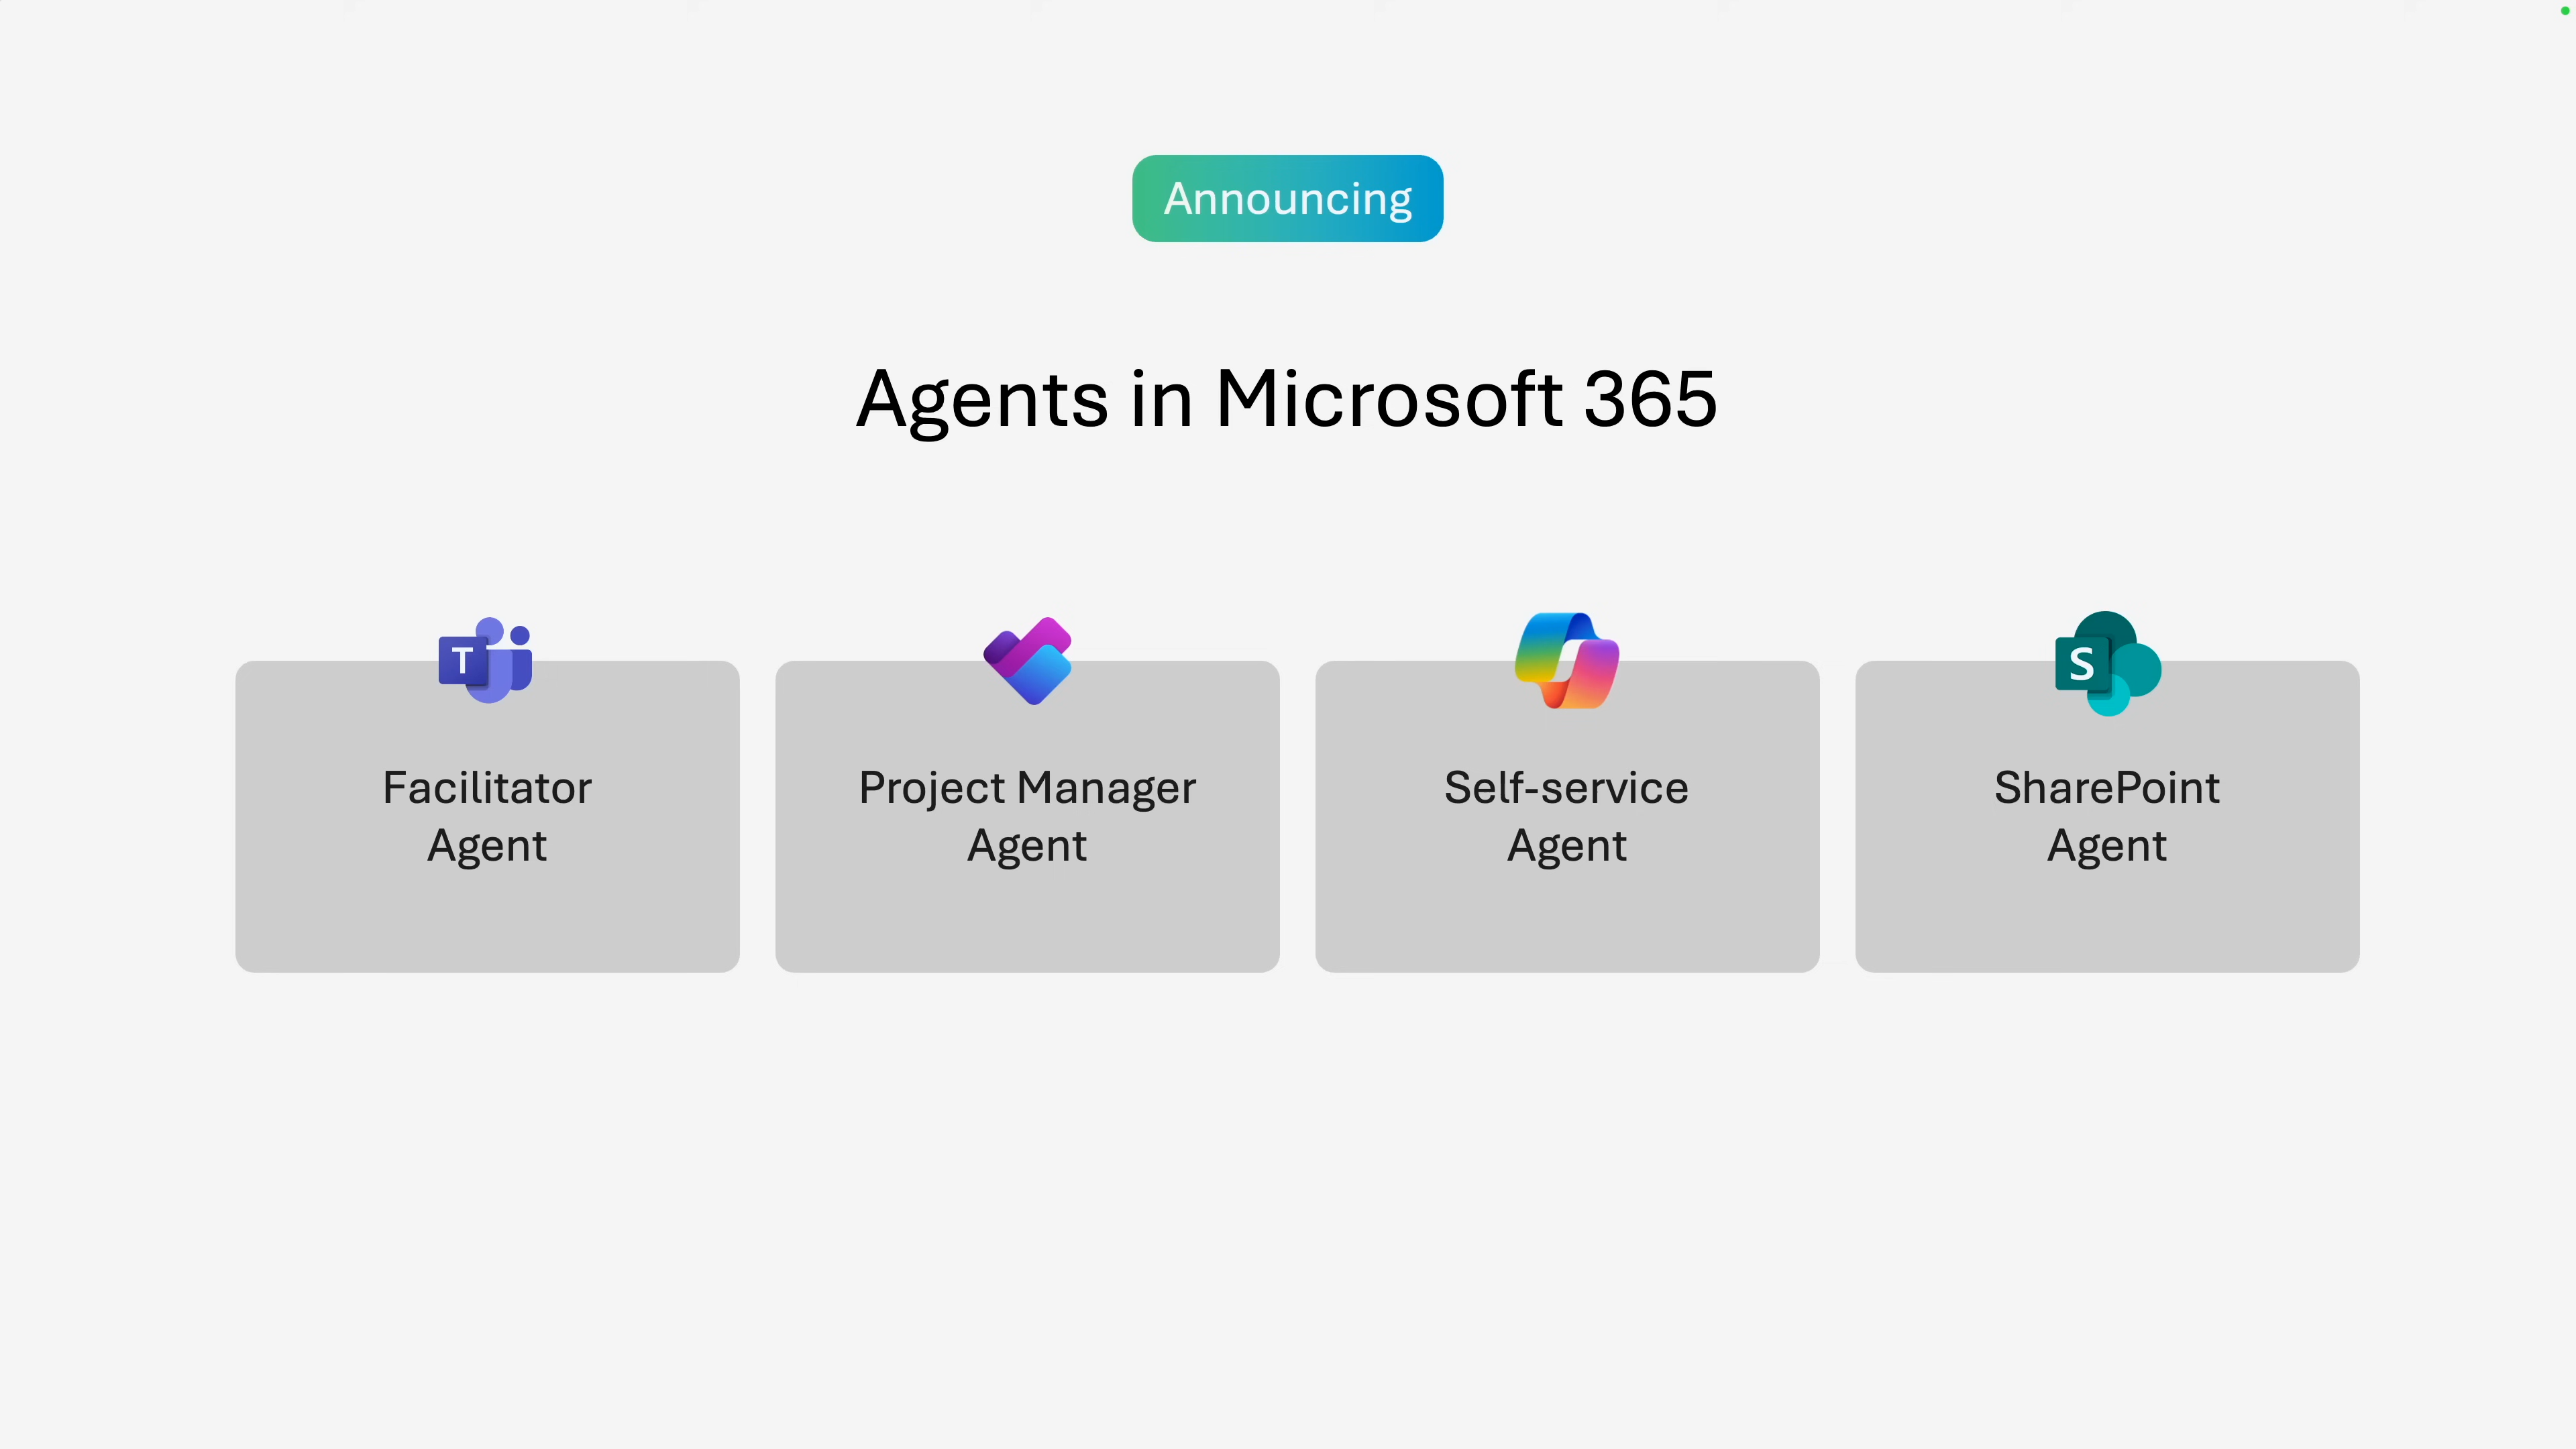 Announcing
Agents in Microsoft 365
T
S
Facilitator
Agent
Project Manager
Agent
Self-service
Agent
SharePoint
Agent